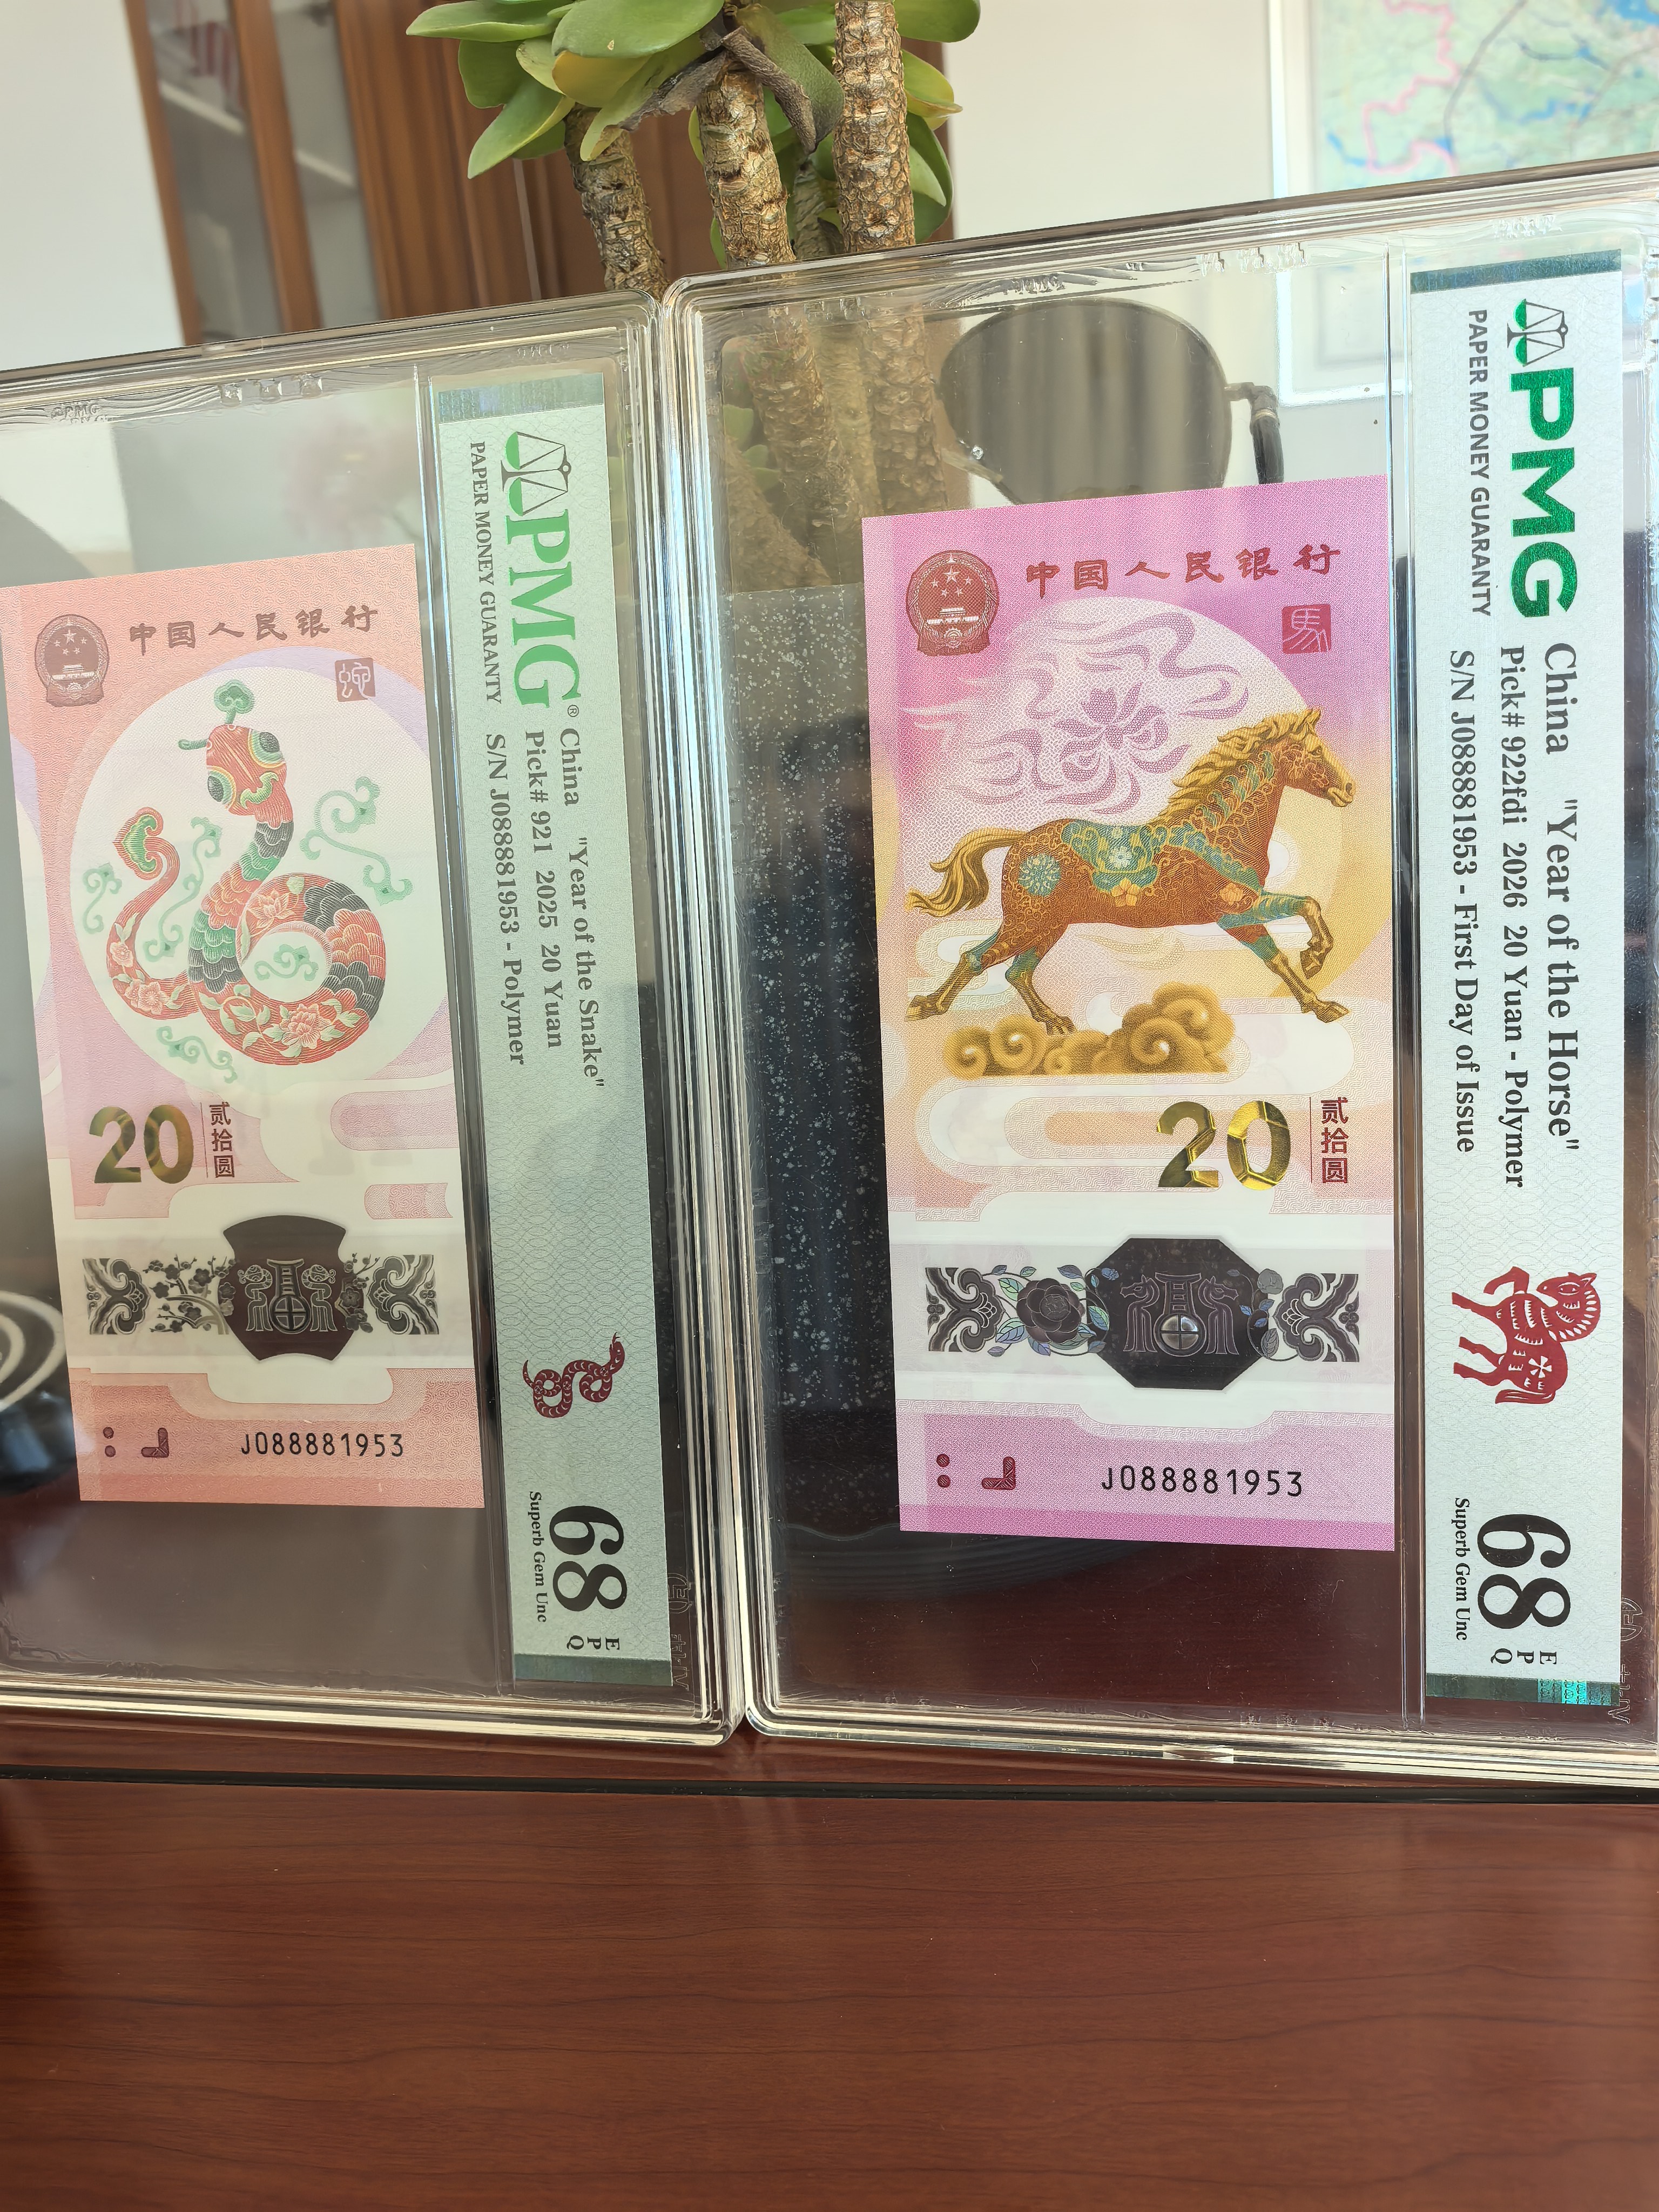 中国人民银行
蛇
20
贰拾圆
J088881953
PMG®
PAPER MONEY GUARANTY
China "Year of the Snake"
Pick# 921 2025 20 Yuan
S/N J088881953 - Polymer
68
EPQ
Superb Gem Unc
中国人民银行
馬
20
贰拾圆
J088881953
PMG
PAPER MONEY GUARANTY
China "Year of the Horse"
Pick# 922fdi 2026 20 Yuan - Polymer
S/N J088881953 - First Day of Issue
68
EPQ
Superb Gem Unc